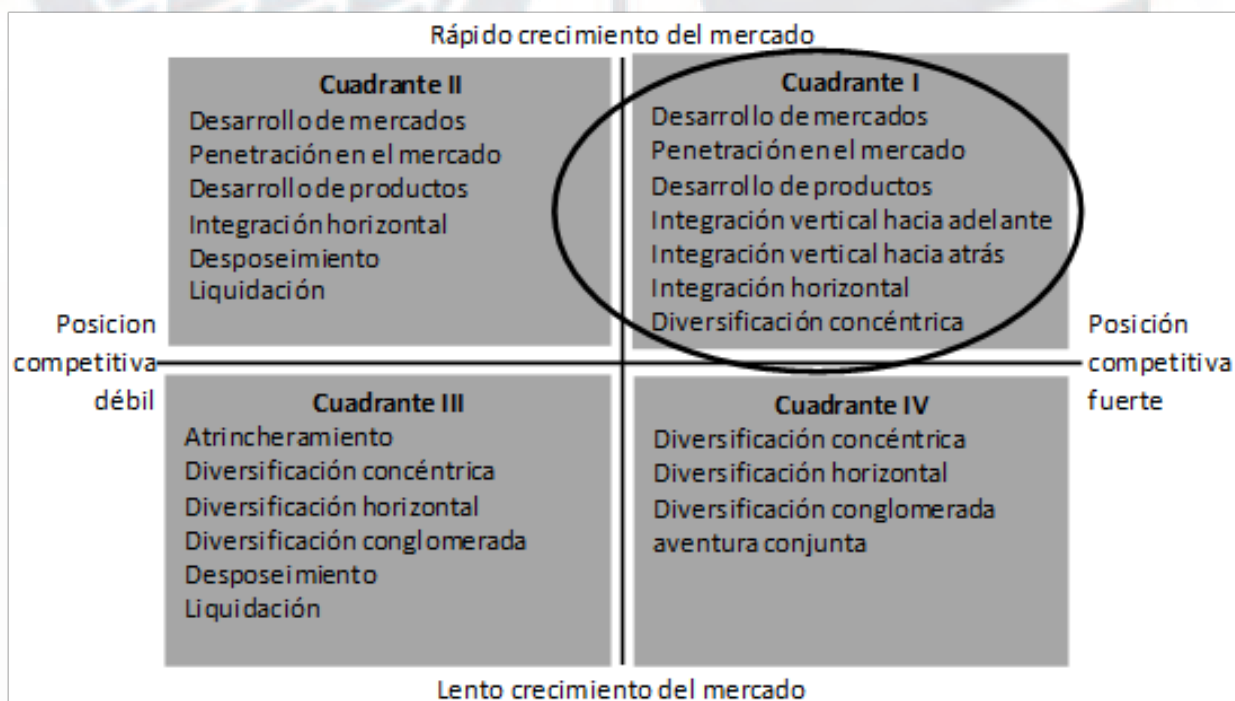 Rápido crecimiento del mercado
Cuadrante II
Desarrollo de mercados
Penetración en el mercado
Desarrollo de productos
Integración horizontal
Desposeimiento
Liquidación
Cuadrante I
Desarrollo de mercados
Penetración en el mercado
Desarrollo de productos
Integración vertical hacia adelante
Integración vertical hacia atrás
Integración horizontal
Diversificación concéntrica
Posicion
competitiva
débil
Posición
competitiva
fuerte
Cuadrante III
Atrincheramiento
Diversificación concéntrica
Diversificación horizontal
Diversificación conglomerada
Desposeimiento
Liquidación
Cuadrante IV
Diversificación concéntrica
Diversificación horizontal
Diversificación conglomerada
aventura conjunta
Lento crecimiento del mercado